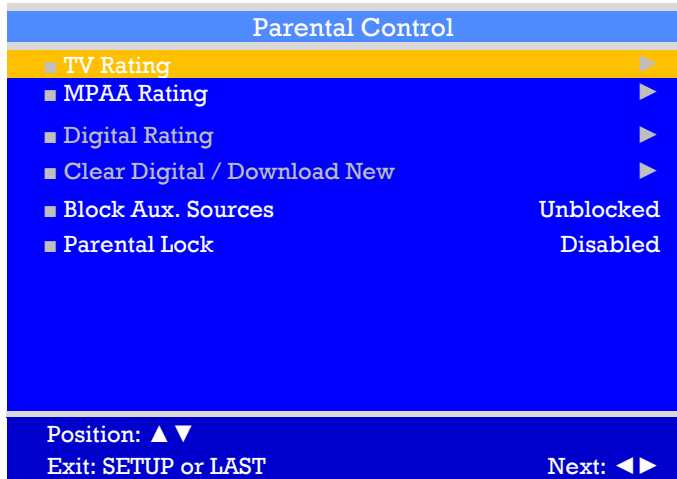 Parental Control
■ TV Rating ▶
■ MPAA Rating ▶
■ Digital Rating ▶
■ Clear Digital / Download New ▶
■ Block Aux. Sources Unblocked
■ Parental Lock Disabled
Position: ▲▼
Exit: SETUP or LAST Next: ◀▶